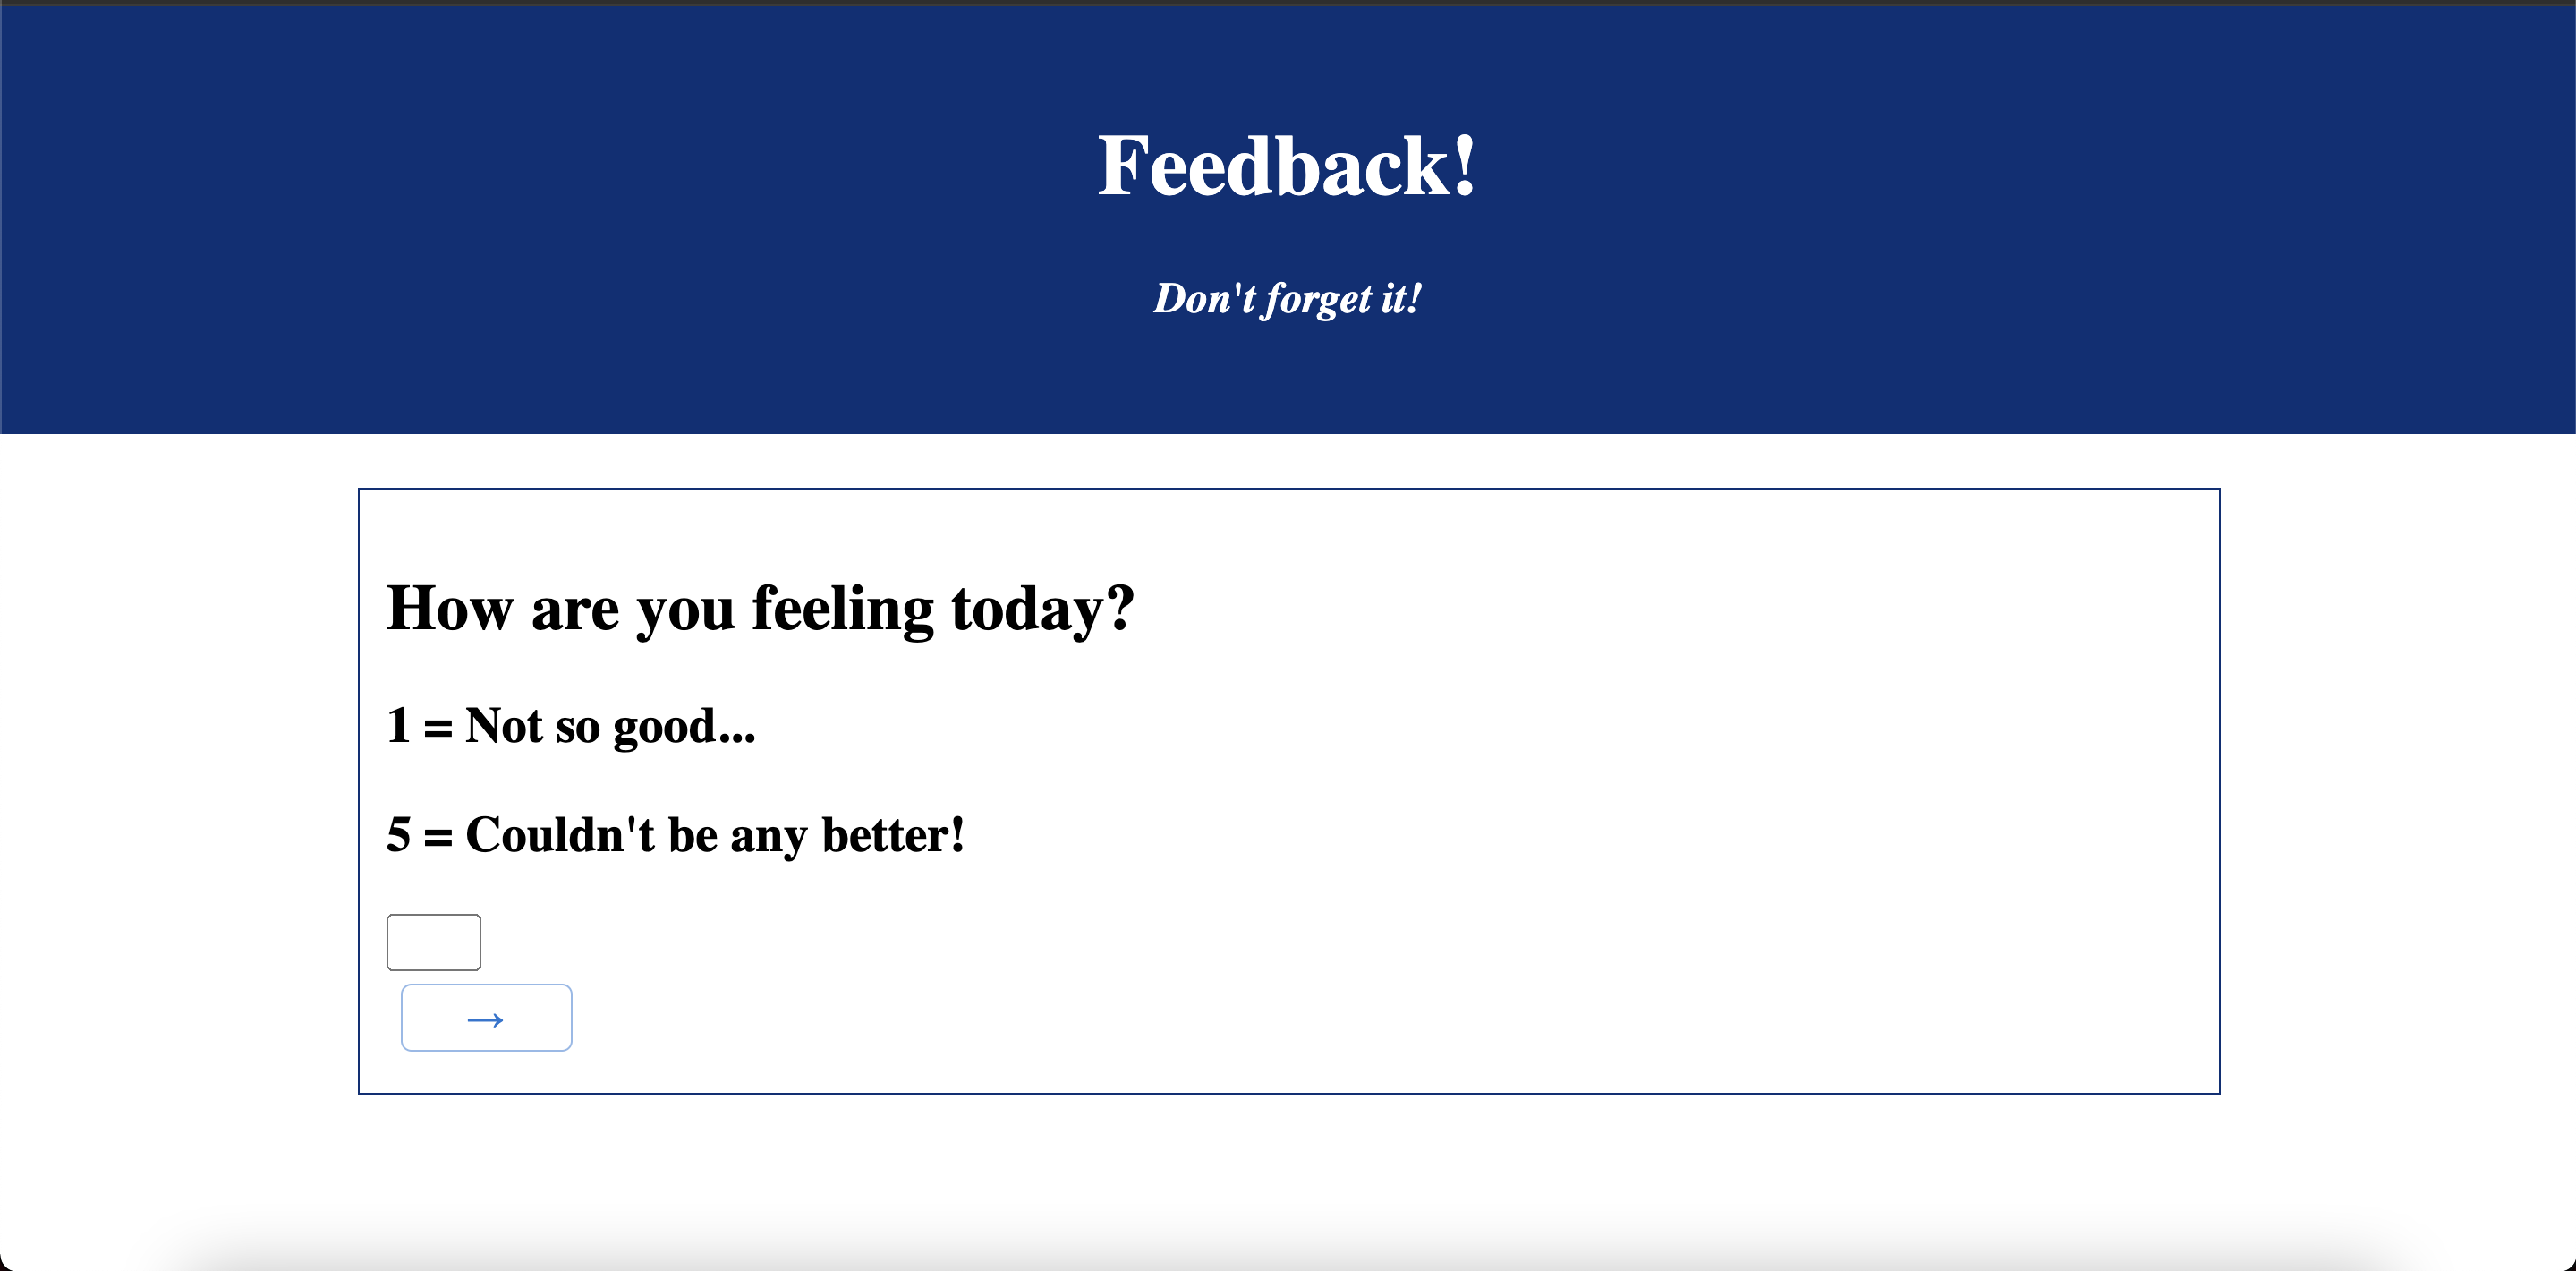 Feedback!
Don't forget it!
How are you feeling today?
1 = Not so good...
5 = Couldn't be any better!
→